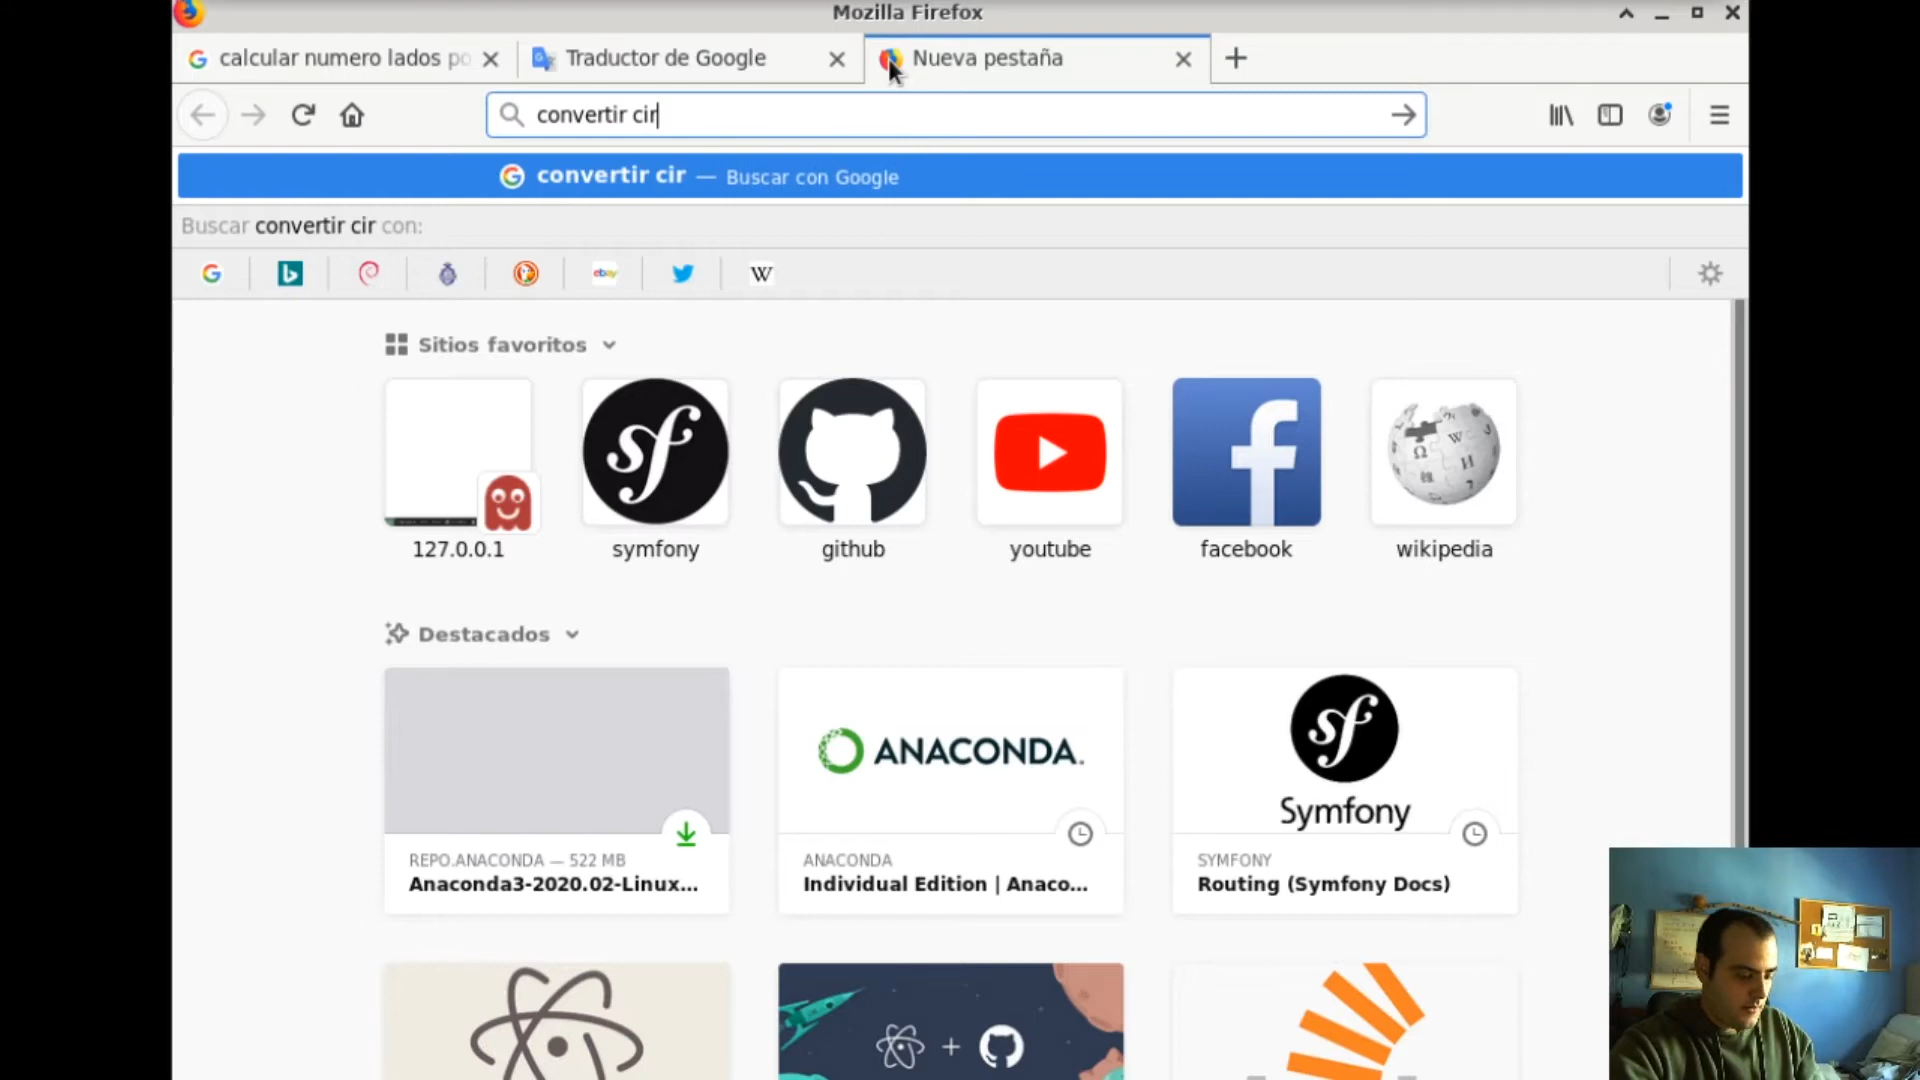 Mozilla Firefox
calcular numero lados po
Traductor de Google
Nueva pestaña
convertir cir
convertir cir — Buscar con Google
Buscar convertir cir con:
ebay
W
Sitios favoritos
127.0.0.1
symfony
github
youtube
facebook
wikipedia
Destacados
ANACONDA.
Symfony
REPO.ANACONDA — 522 MB
Anaconda3-2020.02-Linux...
ANACONDA
Individual Edition | Anaco...
SYMFONY
Routing (Symfony Docs)